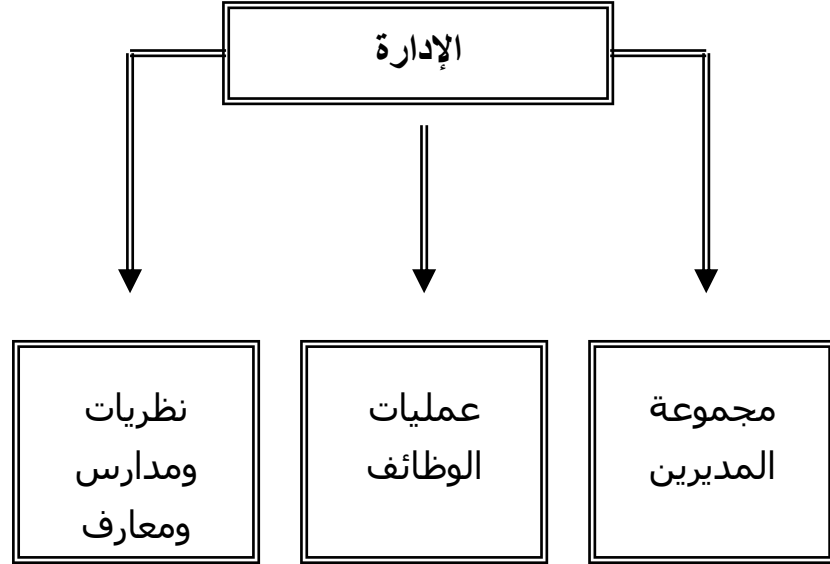 الإدارة
مجموعة
المديرين
عمليات
الوظائف
نظريات
ومدارس
ومعارف